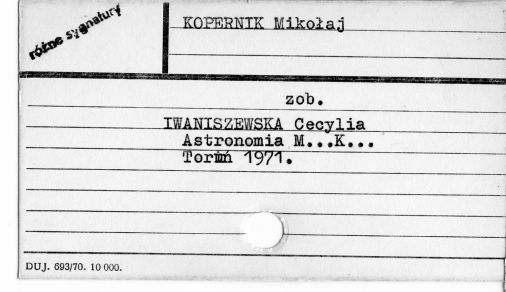 różne sygnatury
KOPERNIK Mikołaj
zob.
IWANISZEWSKA Cecylia
Astronomia M...K...
Toruń 1971.
DUJ. 693/70. 10 000.